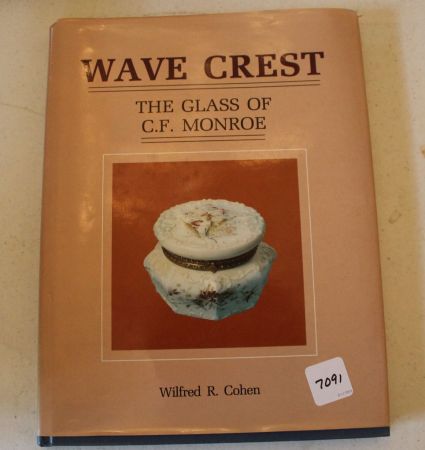 WAVE CREST
THE GLASS OF
C.F. MONROE
Wilfred R. Cohen
7091